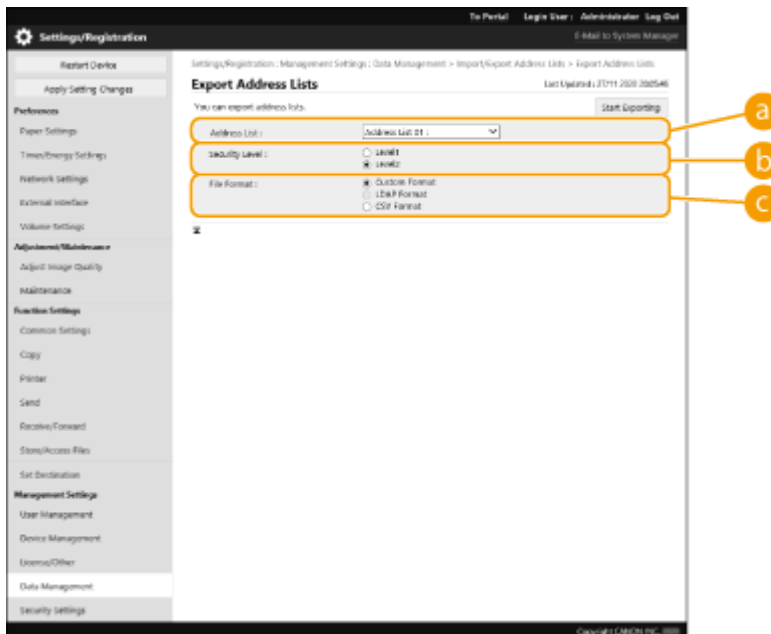 To Portal Login User : Administrator Log Out
Settings/Registration
E-Mail to System Manager
Restart Device
Apply Setting Changes
Preferences
Paper Settings
Timer/Energy Settings
Network Settings
External Interface
Volume Settings
Adjustment/Maintenance
Adjust Image Quality
Maintenance
Function Settings
Common Settings
Copy
Printer
Send
Receive/Forward
Store/Access Files
Set Destination
Management Settings
User Management
Device Management
License/Other
Data Management
Security Settings
Settings/Registration : Management Settings : Data Management > Import/Export Address Lists > Export Address Lists
Export Address Lists
Last Updated : 27/11 2020
You can export address lists.
Start Exporting
Address List :
Address List 01 :
a
Security Level :
Level1
Level2
b
File Format :
Custom Format
LDAP Format
CSV Format
c
Copyright CANON INC.